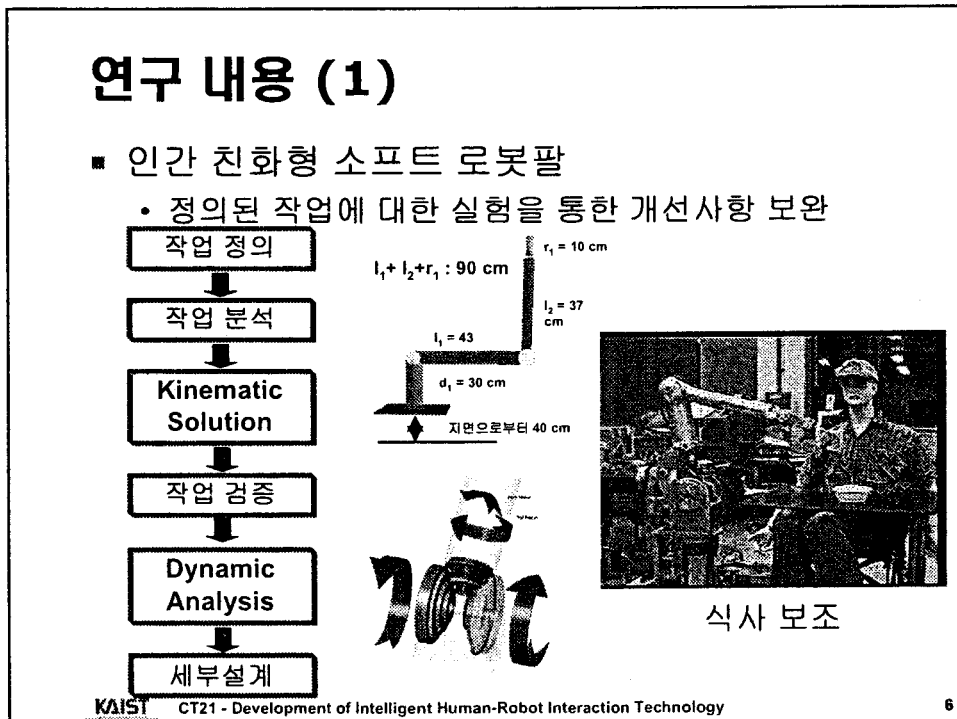 연구 내용 (1)
■ 인간 친화형 소프트 로봇팔
• 정의된 작업에 대한 실험을 통한 개선사항 보완
작업 정의
작업 분석
Kinematic
Solution
작업 검증
Dynamic
Analysis
세부설계
l₁+ l₂+r₁ : 90 cm
r₁ = 10 cm
l₂ = 37
cm
l₁ = 43
d₁ = 30 cm
지면으로부터 40 cm
식사 보조
KAIST CT21 - Development of Intelligent Human-Robot Interaction Technology 6